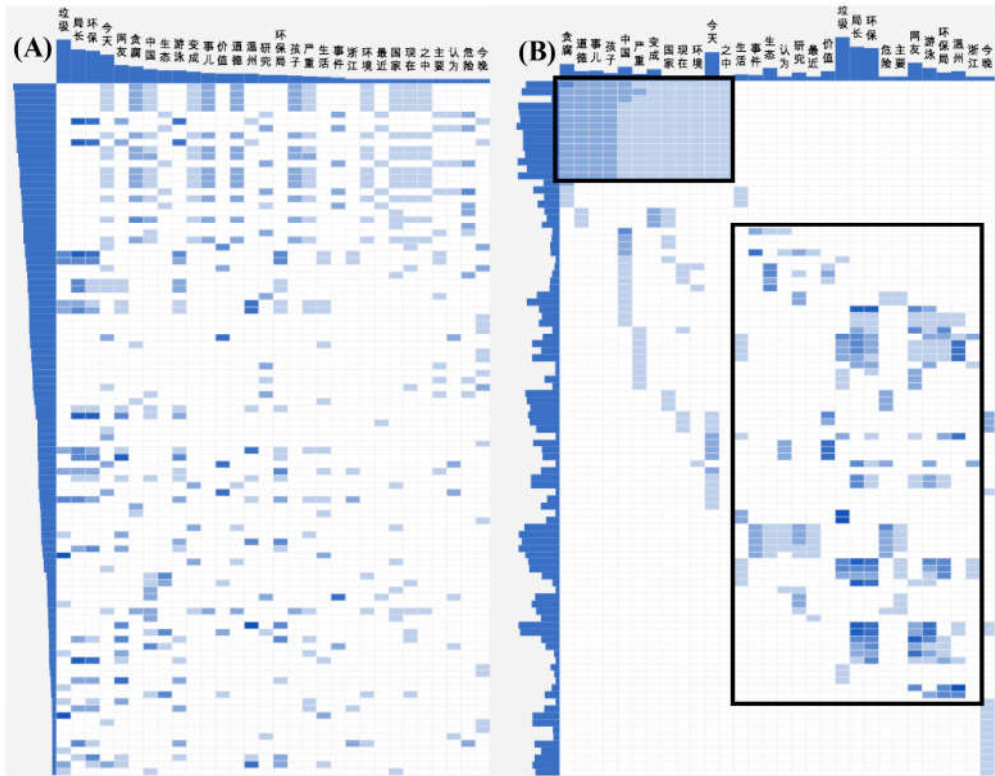 (A)
垃圾
局长
环保
今天
网友
贪腐
中国
生态
游泳
变成
事儿
价值
道德
温州
研究
环保局
孩子
严重
生活
事件
浙江
环境
最近
国家
现在
之中
主要
认为
危险
今晚
(B)
贪腐
道德
事儿
孩子
中国
严重
变成
国家
现在
环境
今天
之中
生活
事件
生态
认为
研究
最近
价值
垃圾
局长
环保
危险
主要
网友
游泳
环保局
温州
浙江
今晚